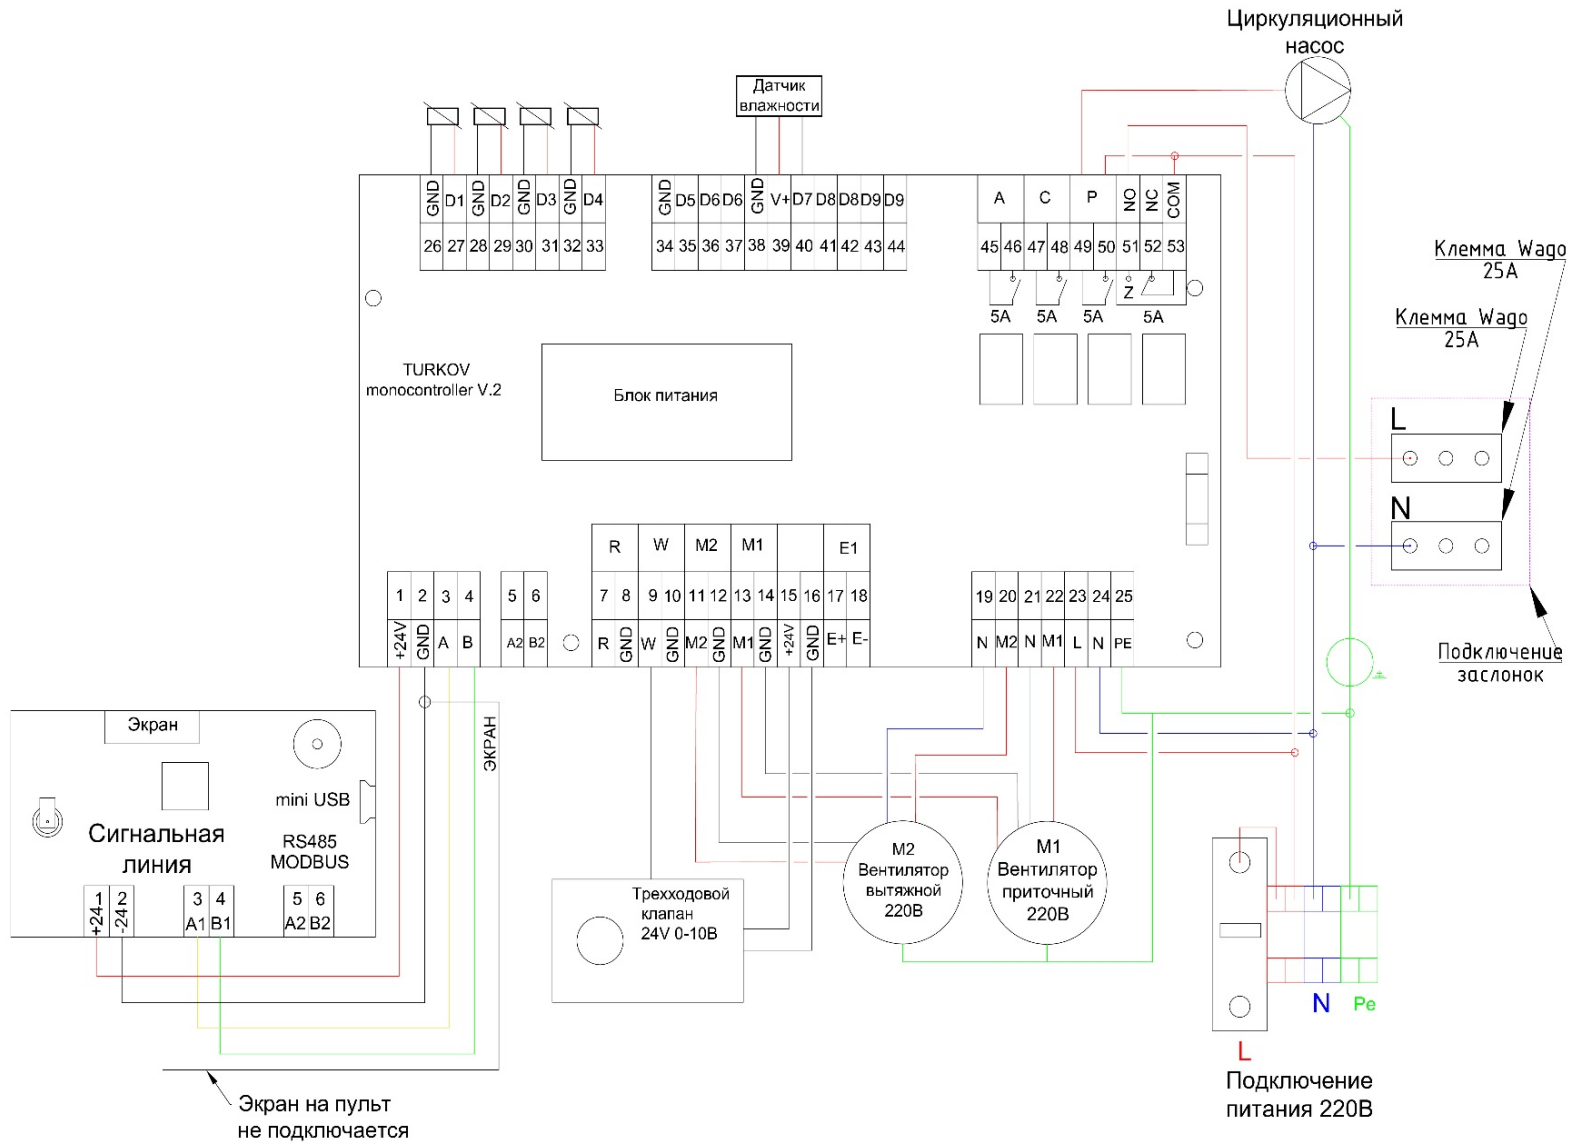 Циркуляционный
насос
Датчик
влажности
GND D1 GND D2 GND D3 GND D4
26 27 28 29 30 31 32 33
GND D5 D6 D6 GND V+ D7 D8 D8 D9 D9
34 35 36 37 38 39 40 41 42 43 44
A C P NO NC COM
45 46 47 48 49 50 51 52 53
Z
5A 5A 5A 5A
Клемма Wago
25A
Клемма Wago
25A
TURKOV
monocontroller V.2
Блок питания
L
N
Подключение
заслонок
R W M2 M1 E1
1 2 3 4 5 6 7 8 9 10 11 12 13 14 15 16 17 18
+24V GND A B A2 B2 R GND W GND M2 GND M1 GND +24V GND E+ E-
19 20 21 22 23 24 25
N M2 N M1 L N PE
Экран
ЭКРАН
mini USB
Сигнальная
линия
RS485
MODBUS
1 2 3 4 5 6
+24 -24 A1 B1 A2 B2
Трехходовой
клапан
24V 0-10В
M2
Вентилятор
вытяжной
220В
M1
Вентилятор
приточный
220В
N Pe
L
Подключение
питания 220В
Экран на пульт
не подключается